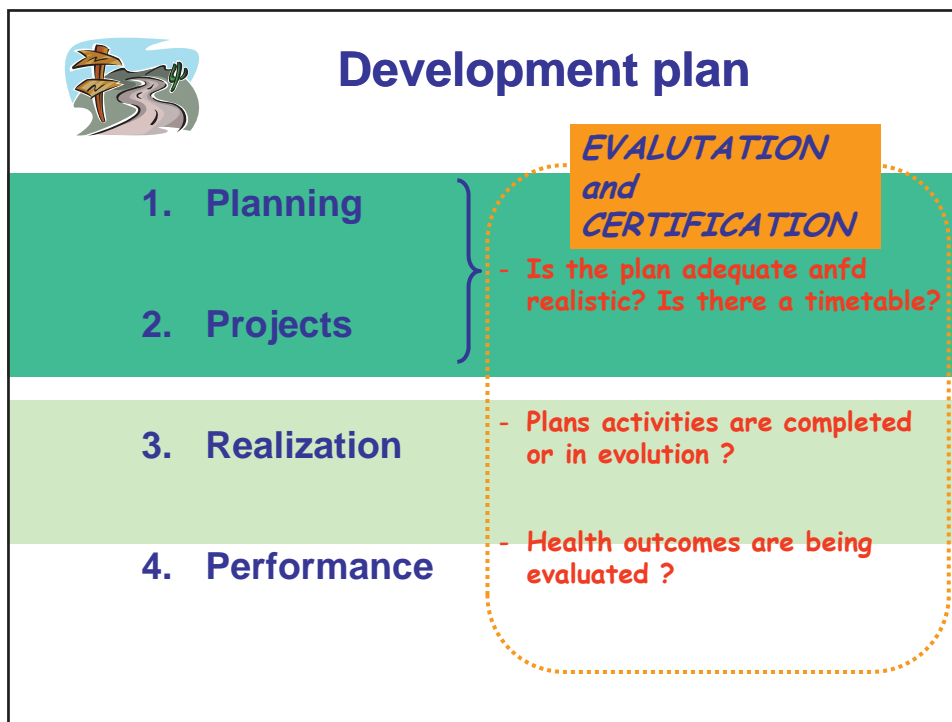 Development plan
EVALUTATION
and
CERTIFICATION
1. Planning
2. Projects
- Is the plan adequate anfd
realistic? Is there a timetable?
3. Realization
- Plans activities are completed
or in evolution ?
4. Performance
- Health outcomes are being
evaluated ?